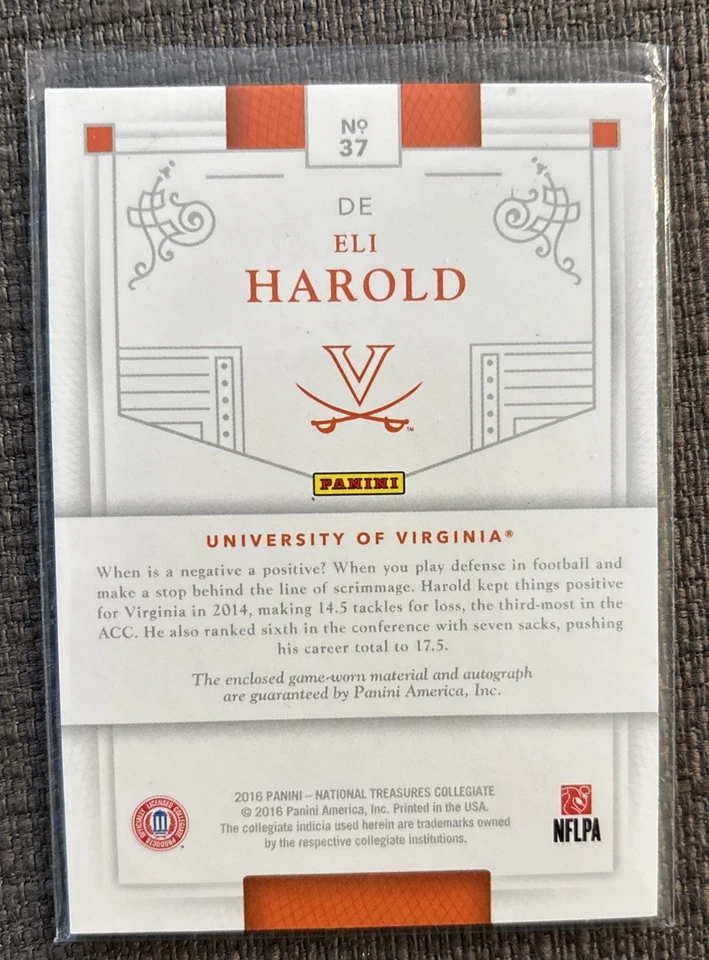 Nº
37
DE
ELI
HAROLD
V
™
PANINI
UNIVERSITY OF VIRGINIA®
When is a negative a positive? When you play defense in football and
make a stop behind the line of scrimmage. Harold kept things positive
for Virginia in 2014, making 14.5 tackles for loss, the third-most in the
ACC. He also ranked sixth in the conference with seven sacks, pushing
his career total to 17.5.
The enclosed game-worn material and autograph
are guaranteed by Panini America, Inc.
2016 PANINI – NATIONAL TREASURES COLLEGIATE
© 2016 Panini America, Inc. Printed in the USA.
The collegiate indicia used herein are trademarks owned
by the respective collegiate institutions.
OFFICIALLY LICENSED COLLEGIATE PRODUCTS
®
NFLPA